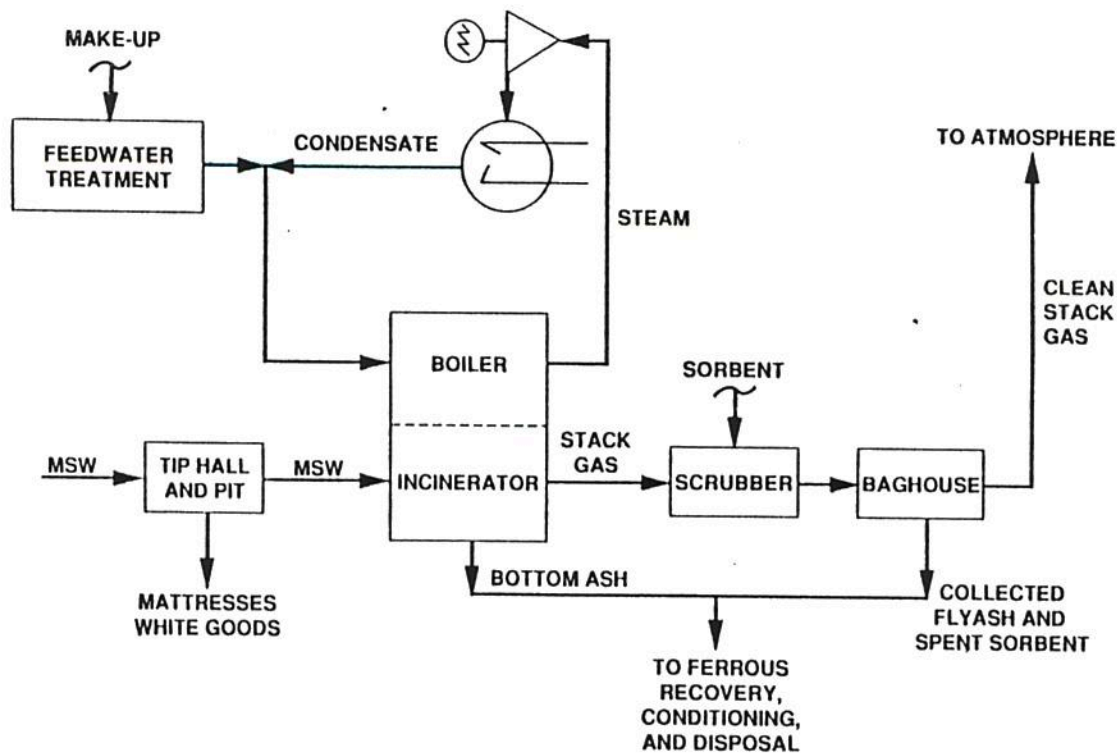 MAKE-UP
FEEDWATER
TREATMENT
CONDENSATE
STEAM
TO ATMOSPHERE
CLEAN
STACK
GAS
BOILER
SORBENT
MSW
TIP HALL
AND PIT
MSW
INCINERATOR
STACK
GAS
SCRUBBER
BAGHOUSE
BOTTOM ASH
MATTRESSES
WHITE GOODS
COLLECTED
FLYASH AND
SPENT SORBENT
TO FERROUS
RECOVERY,
CONDITIONING,
AND DISPOSAL